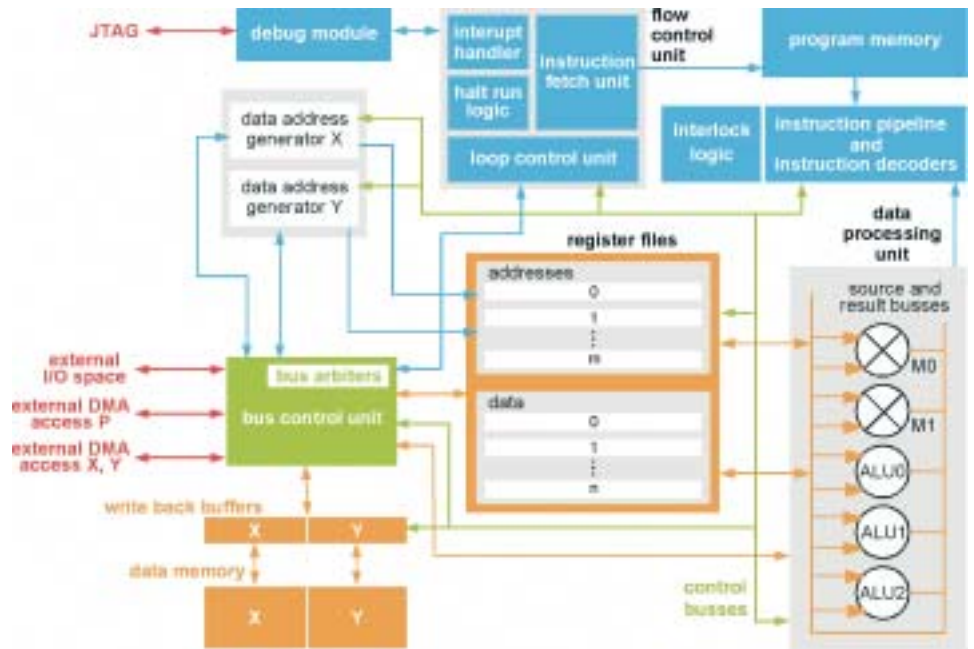 JTAG
debug module
interupt
handler
halt run
logic
instruction
fetch unit
loop control unit
flow
control
unit
program memory
interlock
logic
instruction pipeline
and
instruction decoders
data address
generator X
data address
generator Y
register files
addresses
0
1
m
data
0
1
n
data
processing
unit
source and
result busses
M0
M1
ALU0
ALU1
ALU2
external
I/O space
external DMA
access P
external DMA
access X, Y
bus arbiters
bus control unit
write back buffers
X
Y
data memory
X
Y
control
busses